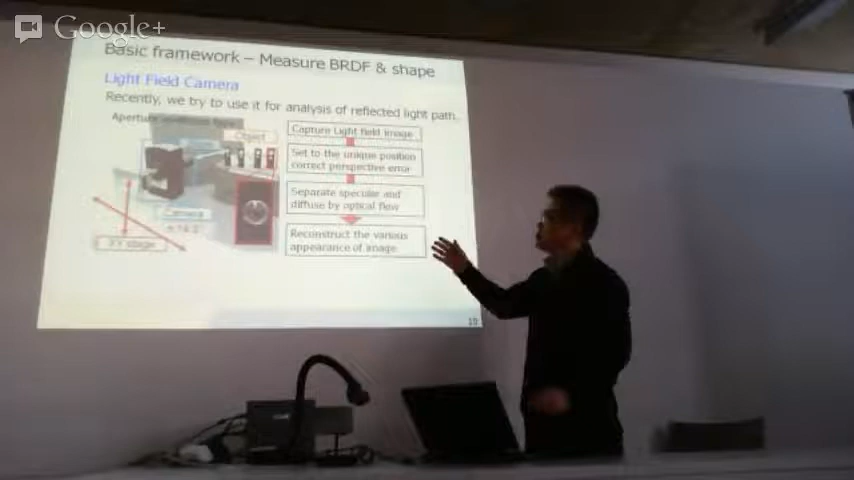 Google+
Basic framework – Measure BRDF & shape
Light Field Camera
Recently, we try to use it for analysis of reflected light path.
Aperture
Object
Capture Light field image
Set to the unique position
correct perspective error
Separate specular and
diffuse by optical flow
Camera
XY stage
Reconstruct the various
appearance of image
10